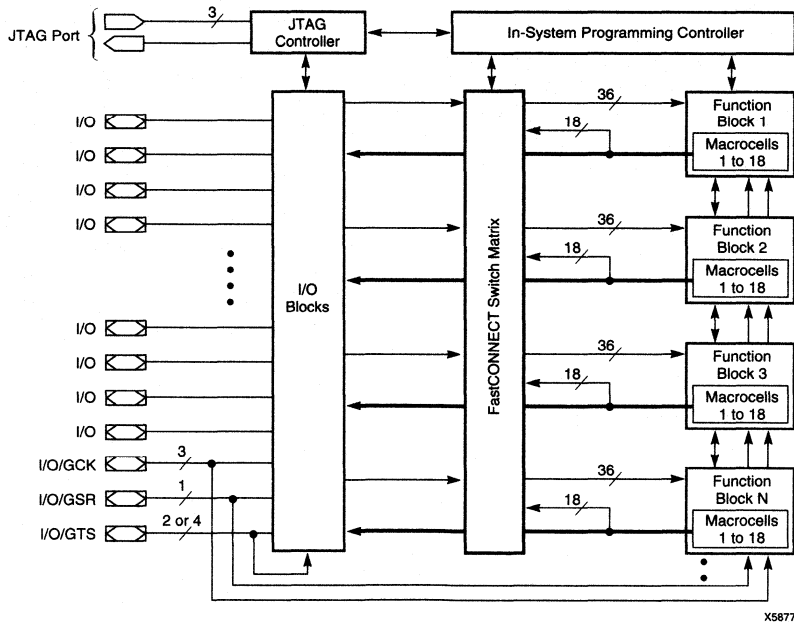 JTAG Port
3
JTAG
Controller
In-System Programming Controller
I/O
I/O
I/O
I/O
I/O
I/O
I/O
I/O
I/O/GCK
3
I/O/GSR
1
I/O/GTS
2 or 4
I/O
Blocks
FastCONNECT Switch Matrix
36
18
Function
Block 1
Macrocells
1 to 18
36
18
Function
Block 2
Macrocells
1 to 18
36
18
Function
Block 3
Macrocells
1 to 18
36
18
Function
Block N
Macrocells
1 to 18
X5877